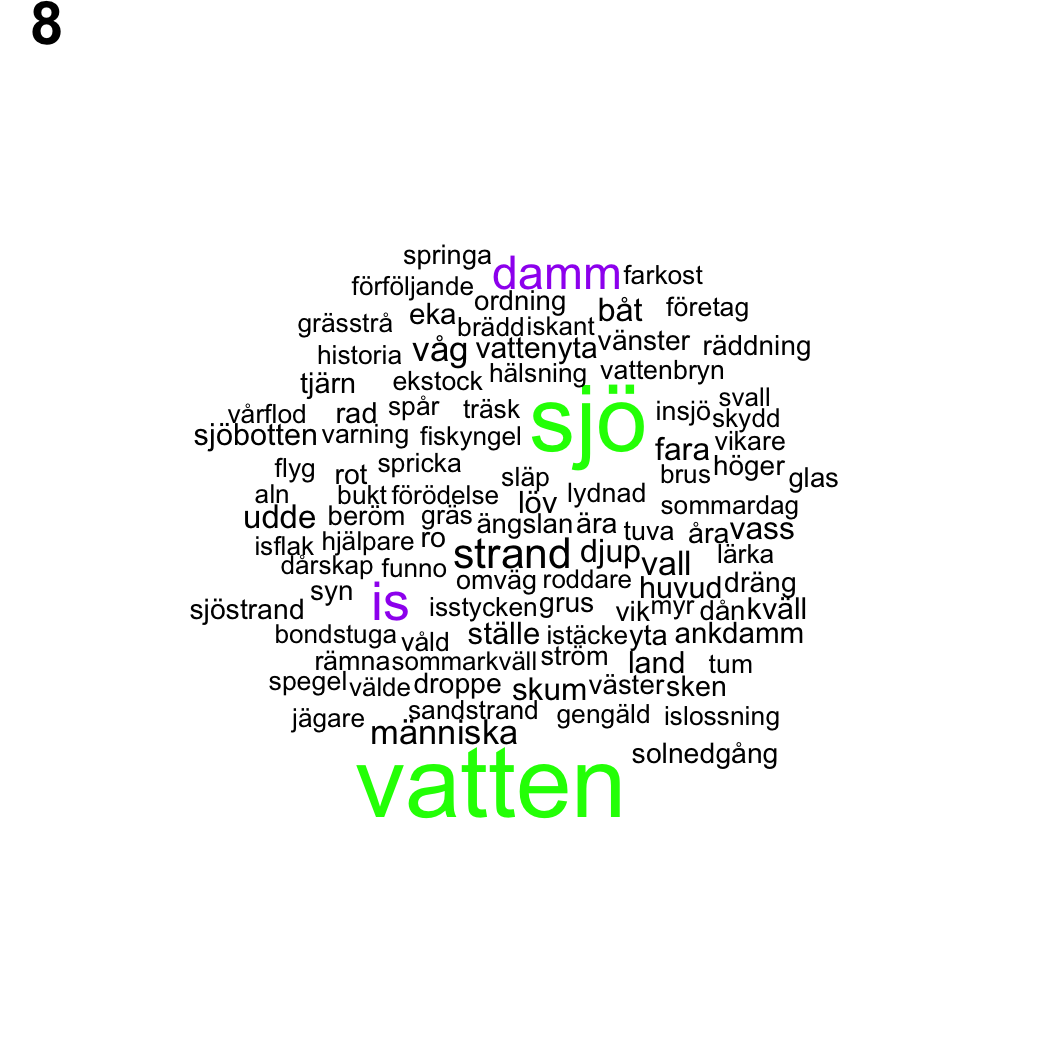 8
springa
damm farkost
förföljande
ordning
eka båt företag
grässtrå brädd iskant
historia våg vattenyta vänster räddning
tjärn ekstock hälsning vattenbryn
vårflod rad spår träsk sjö insjö svall
skydd
sjöbotten varning fiskyngel fara vikare
flyg rot spricka släp brus höger glas
aln bukt förödelse löv lydnad sommardag
udde beröm gräs ängslan ära tuva åra vass
isflak hjälpare ro strand djup vall lärka
dårskap funno omväg roddare huvud dräng
syn is
sjöstrand isstycken grus vik myr dån kväll
bondstuga våld ställe istäcke yta ankdamm
rämna sommarkväll ström land tum
spegel välde droppe skum väster sken
jägare sandstrand gengäld islossning
människa
solnedgång
vatten